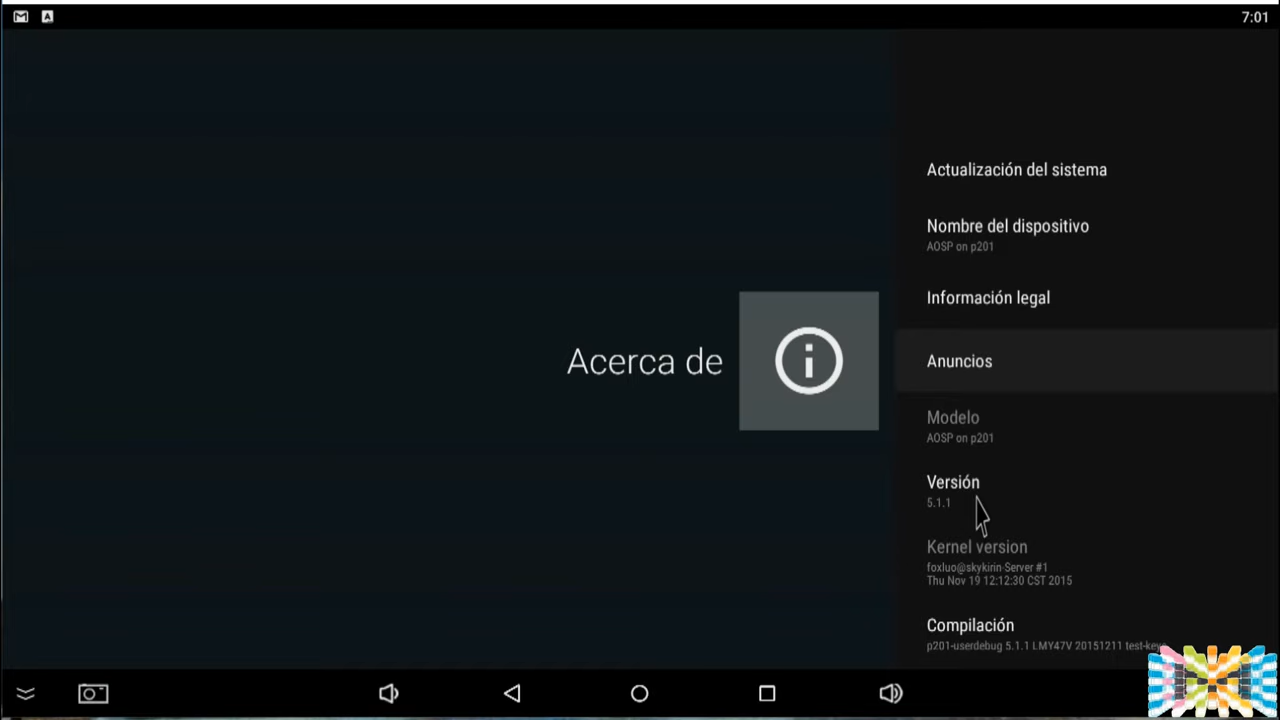 7:01
Actualización del sistema
Nombre del dispositivo
AOSP on p201
Información legal
Acerca de
Anuncios
Modelo
AOSP on p201
Versión
5.1.1
Kernel version
foxluo@skykirin-Server #1
Thu Nov 19 12:12:30 CST 2015
Compilación
p201-userdebug 5.1.1 LMY47V 20151211 test-keys